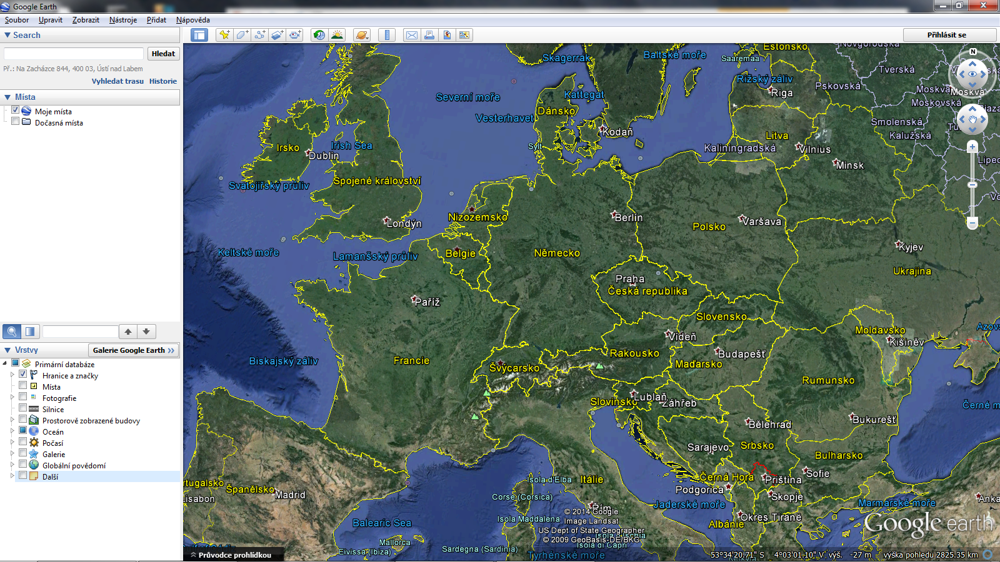 Google Earth
Soubor Upravit Zobrazit Nástroje Přidat Nápověda
Search
Hledat
Př.: Na Zacházce 844, 400 03, Ústí nad Labem
Vyhledat trasu Historie
Místa
Moje místa
Dočasná místa
Vrstvy
Galerie Google Earth
Primární databáze
Hranice a značky
Místa
Fotografie
Silnice
Prostorově zobrazené budovy
Oceán
Počasí
Galerie
Globální povědomí
Další
Přihlásit se
N
Skagerrak
Baltské moře
Estonsko
Novgorodská
Saaremaa
Tverská
Rižský záliv
Pskovská
Riga
Moskva
Moskva
Moskovská
Severní moře
Kattegat
Vesterhavet
Dánsko
Kodaň
Smolenská
Kalužská
Litva
Irsko
Dublin
Irish Sea
Sylt
Kaliningradská
Vilnius
Minsk
Svatojiřský průliv
Spojené království
Londýn
Nizozemsko
Berlin
Polsko
Varšava
Keltské moře
Lamanšský průliv
Belgie
Německo
Kyjev
Ukrajina
Praha
Česká republika
Paříž
Slovensko
Moldavsko
Kišiněv
Vídeň
Budapešť
Rakousko
Maďarsko
Biskajský záliv
Francie
Švýcarsko
Rumunsko
Slovinsko
Lublaň
Záhřeb
Černé m
Bukurešť
Bělehrad
Sarajevo
Srbsko
Bulharsko
Sofie
Černá Hora
Priština
Podgorica
Skopje
rtugalsko
Španělsko
Lisabon
Madrid
Isola d'Elba
Itálie
Corse (Corsica)
Jaderské moře
Marmarské moře
Anka
Řím
Isola Maddalena
Albánie
Okres Tirane
Balearic Sea
Mallorca
Eivissa (Ibiza)
Sardegna (Sardinia)
Isola di Capri
Tyrhénské moře
© 2014 Google
Image Landsat
US Dept of State Geographer
© 2009 GeoBasis-DE/BKG
Google earth
Průvodce prohlídkou
53°34'20.71" S 4°03'01.10" V výš. -27 m výška pohledu 2825.35 km